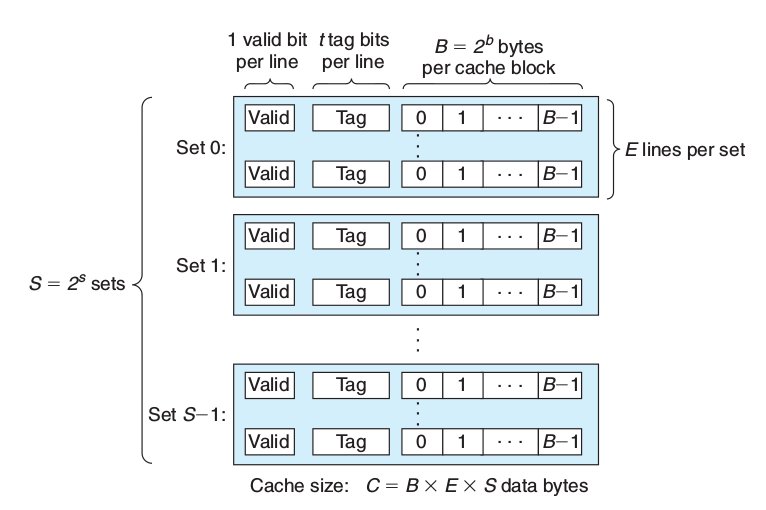 1 valid bit per line
t tag bits per line
B = 2^b bytes per cache block
Set 0:
Valid Tag 0 1 · · · B–1
Valid Tag 0 1 · · · B–1
E lines per set
S = 2^s sets
Set 1:
Valid Tag 0 1 · · · B–1
Valid Tag 0 1 · · · B–1
Set S–1:
Valid Tag 0 1 · · · B–1
Valid Tag 0 1 · · · B–1
Cache size: C = B × E × S data bytes